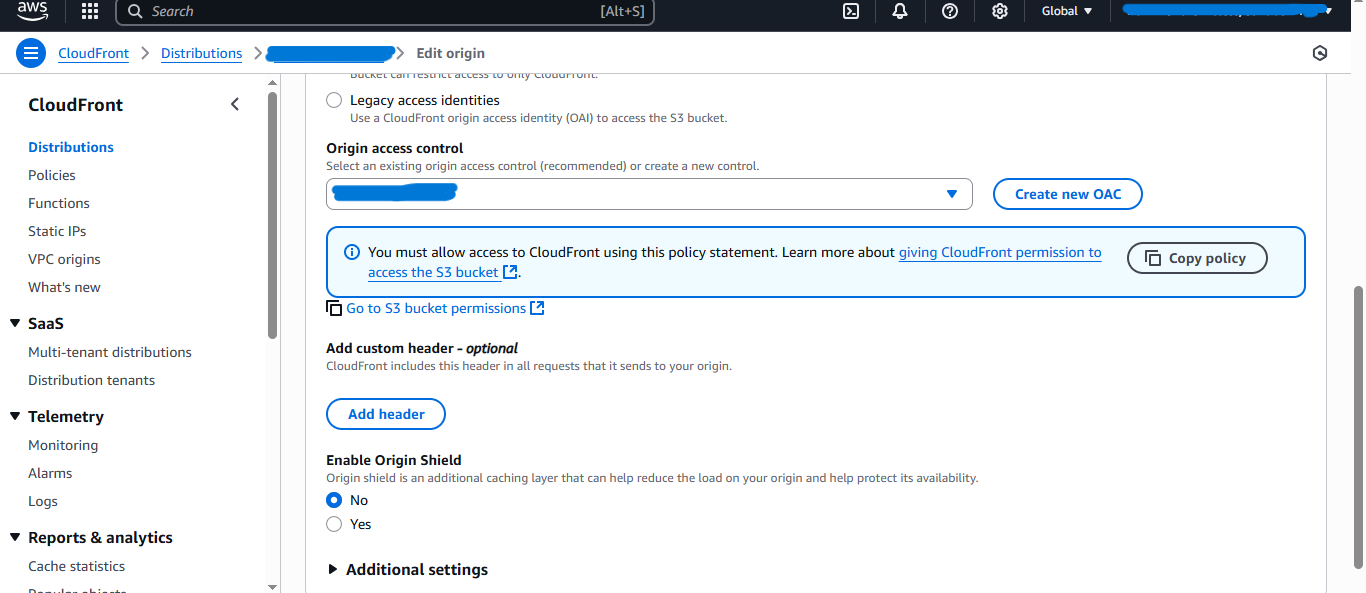 aws
Search [Alt+S] Global
CloudFront Distributions Edit origin
CloudFront
Distributions
Policies
Functions
Static IPs
VPC origins
What's new
SaaS
Multi-tenant distributions
Distribution tenants
Telemetry
Monitoring
Alarms
Logs
Reports & analytics
Cache statistics
Popular objects
Bucket can restrict access to only CloudFront.
Legacy access identities
Use a CloudFront origin access identity (OAI) to access the S3 bucket.
Origin access control
Select an existing origin access control (recommended) or create a new control.
Create new OAC
You must allow access to CloudFront using this policy statement. Learn more about giving CloudFront permission to
access the S3 bucket.
Copy policy
Go to S3 bucket permissions
Add custom header - optional
CloudFront includes this header in all requests that it sends to your origin.
Add header
Enable Origin Shield
Origin shield is an additional caching layer that can help reduce the load on your origin and help protect its availability.
No
Yes
Additional settings